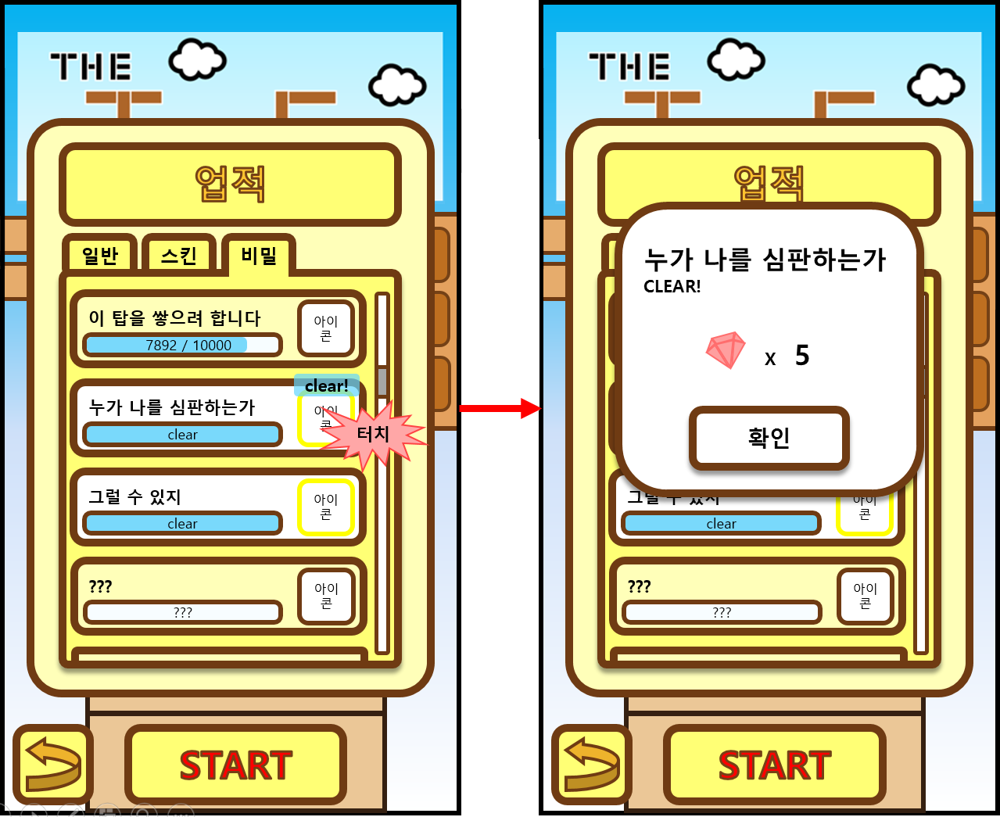 THE
업적
일반 스킨 비밀
이 탑을 쌓으려 합니다
7892 / 10000
아이
콘
clear!
누가 나를 심판하는가
clear
아이
콘
터치
그럴 수 있지
clear
아이
콘
???
???
아이
콘
START
THE
업적
누가 나를 심판하는가
CLEAR!
X 5
확인
그럴 수 있지
clear
아이
콘
???
???
아이
콘
START